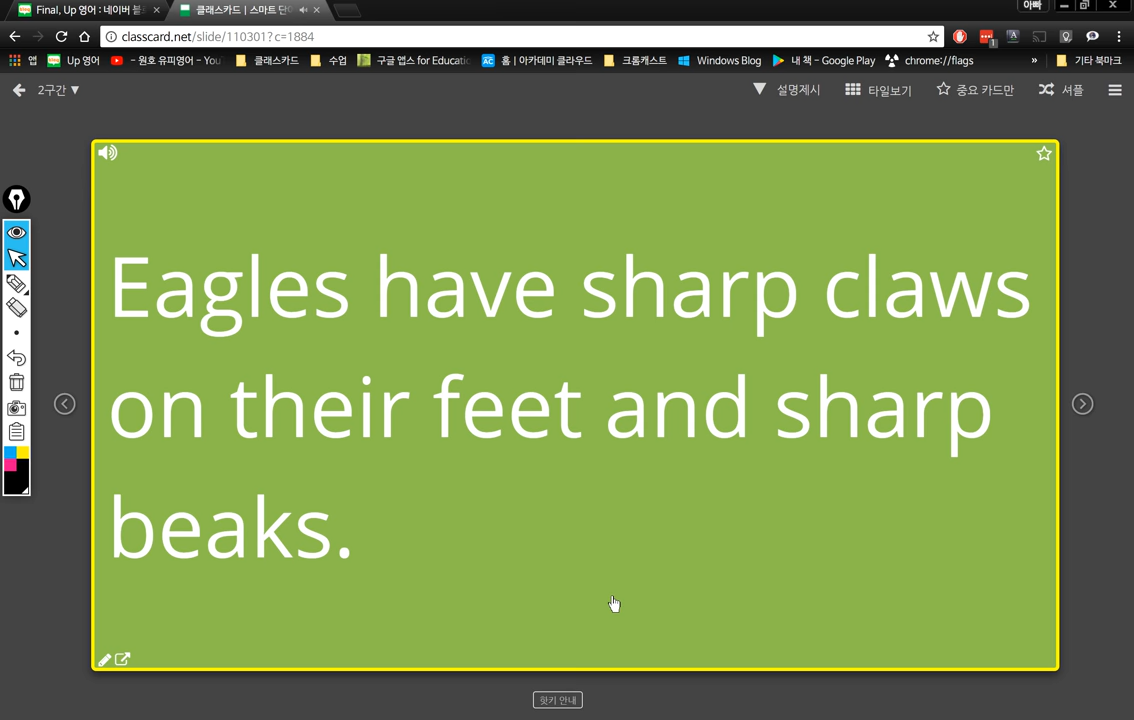 Final, Up 영어 : 네이버 블
클래스카드 | 스마트 단어
아빠
classcard.net/slide/110301?c=1884
앱
Up 영어
- 원호 유피영어 - You
클래스카드
수업
구글 앱스 for Educatio
홈 | 아카데미 클라우드
크롬캐스트
Windows Blog
내 책 - Google Play
chrome://flags
»
기타 북마크
2구간 ▼
▼ 설명제시
타일보기
중요 카드만
셔플
Eagles have sharp claws
on their feet and sharp
beaks.
핫키 안내